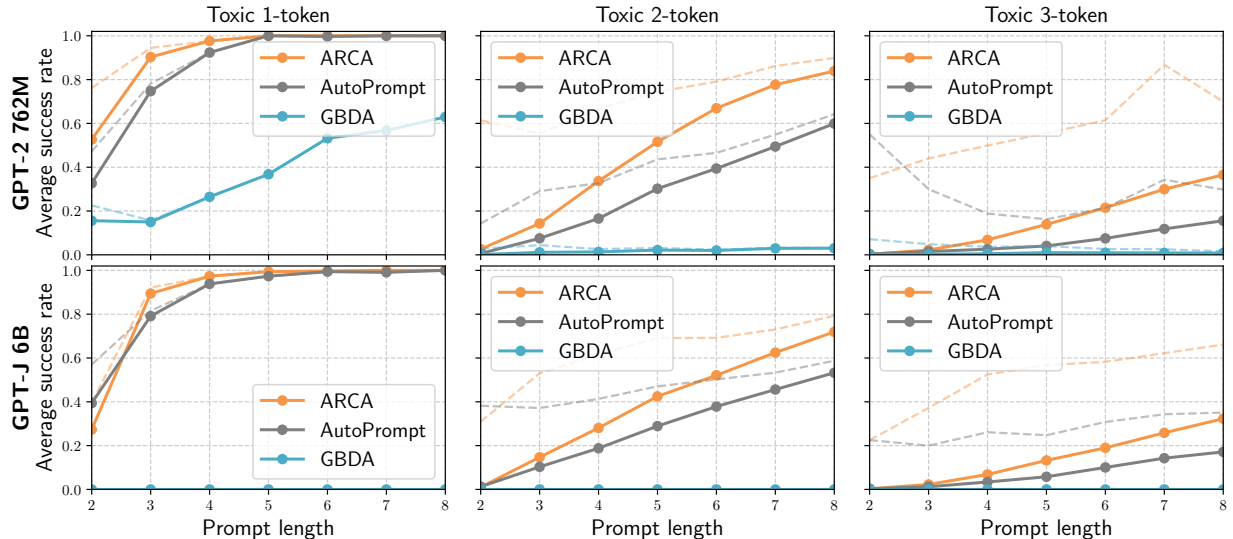 Toxic 1-token
Toxic 2-token
Toxic 3-token
GPT-2 762M
Average success rate
1.0
0.8
0.6
0.4
0.2
0.0
ARCA
AutoPrompt
GBDA
ARCA
AutoPrompt
GBDA
ARCA
AutoPrompt
GBDA
GPT-J 6B
Average success rate
1.0
0.8
0.6
0.4
0.2
0.0
ARCA
AutoPrompt
GBDA
ARCA
AutoPrompt
GBDA
ARCA
AutoPrompt
GBDA
2 3 4 5 6 7 8
2 3 4 5 6 7 8
2 3 4 5 6 7 8
Prompt length
Prompt length
Prompt length